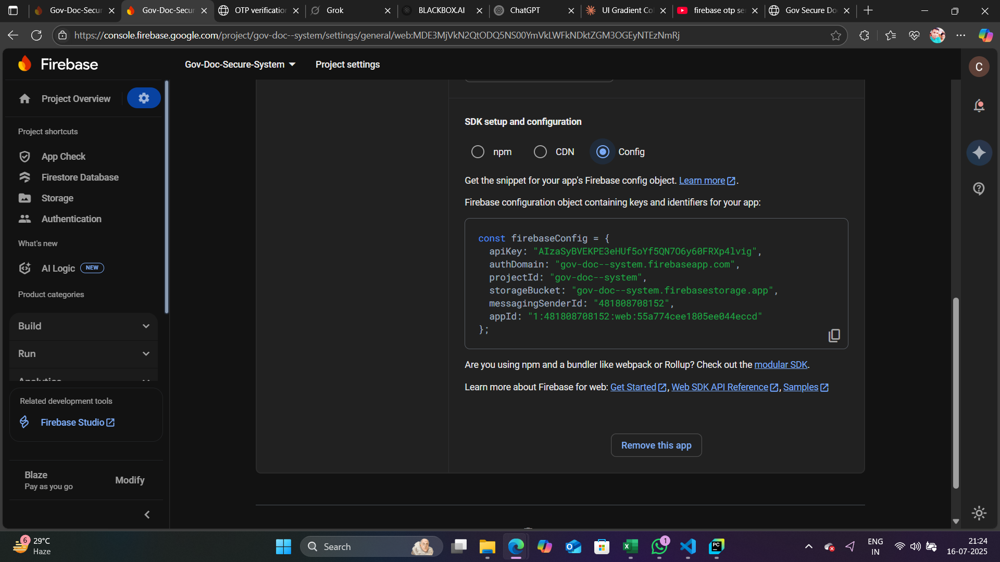 Gov-Doc-Secur
Gov-Doc-Secur
OTP verification
Grok
BLACKBOX.AI
ChatGPT
UI Gradient Co
firebase otp se
Gov Secure Do
https://console.firebase.google.com/project/gov-doc--system/settings/general/web:MDE3MjVkN2QtODQ5NS00YmVkLWFkNDktZGM3OGEyNTEzNmRj
Firebase
Gov-Doc-Secure-System
Project settings
C
Project Overview
Project shortcuts
App Check
Firestore Database
Storage
Authentication
What's new
AI Logic NEW
Product categories
Build
Run
Analytics
Related development tools
Firebase Studio
Blaze
Pay as you go
Modify
SDK setup and configuration
npm
CDN
Config
Get the snippet for your app's Firebase config object. Learn more.
Firebase configuration object containing keys and identifiers for your app:
const firebaseConfig = {
apiKey: "AIzaSyBVEKPE3eHUf5oYf5QN7O6y60FRXp4lvig",
authDomain: "gov-doc--system.firebaseapp.com",
projectId: "gov-doc--system",
storageBucket: "gov-doc--system.firebasestorage.app",
messagingSenderId: "481808708152",
appId: "1:481808708152:web:55a774cee1805ee044eccd"
};
Are you using npm and a bundler like webpack or Rollup? Check out the modular SDK.
Learn more about Firebase for web: Get Started, Web SDK API Reference, Samples
Remove this app
6
29°C
Haze
Search
1
PC
ENG
IN
21:24
16-07-2025